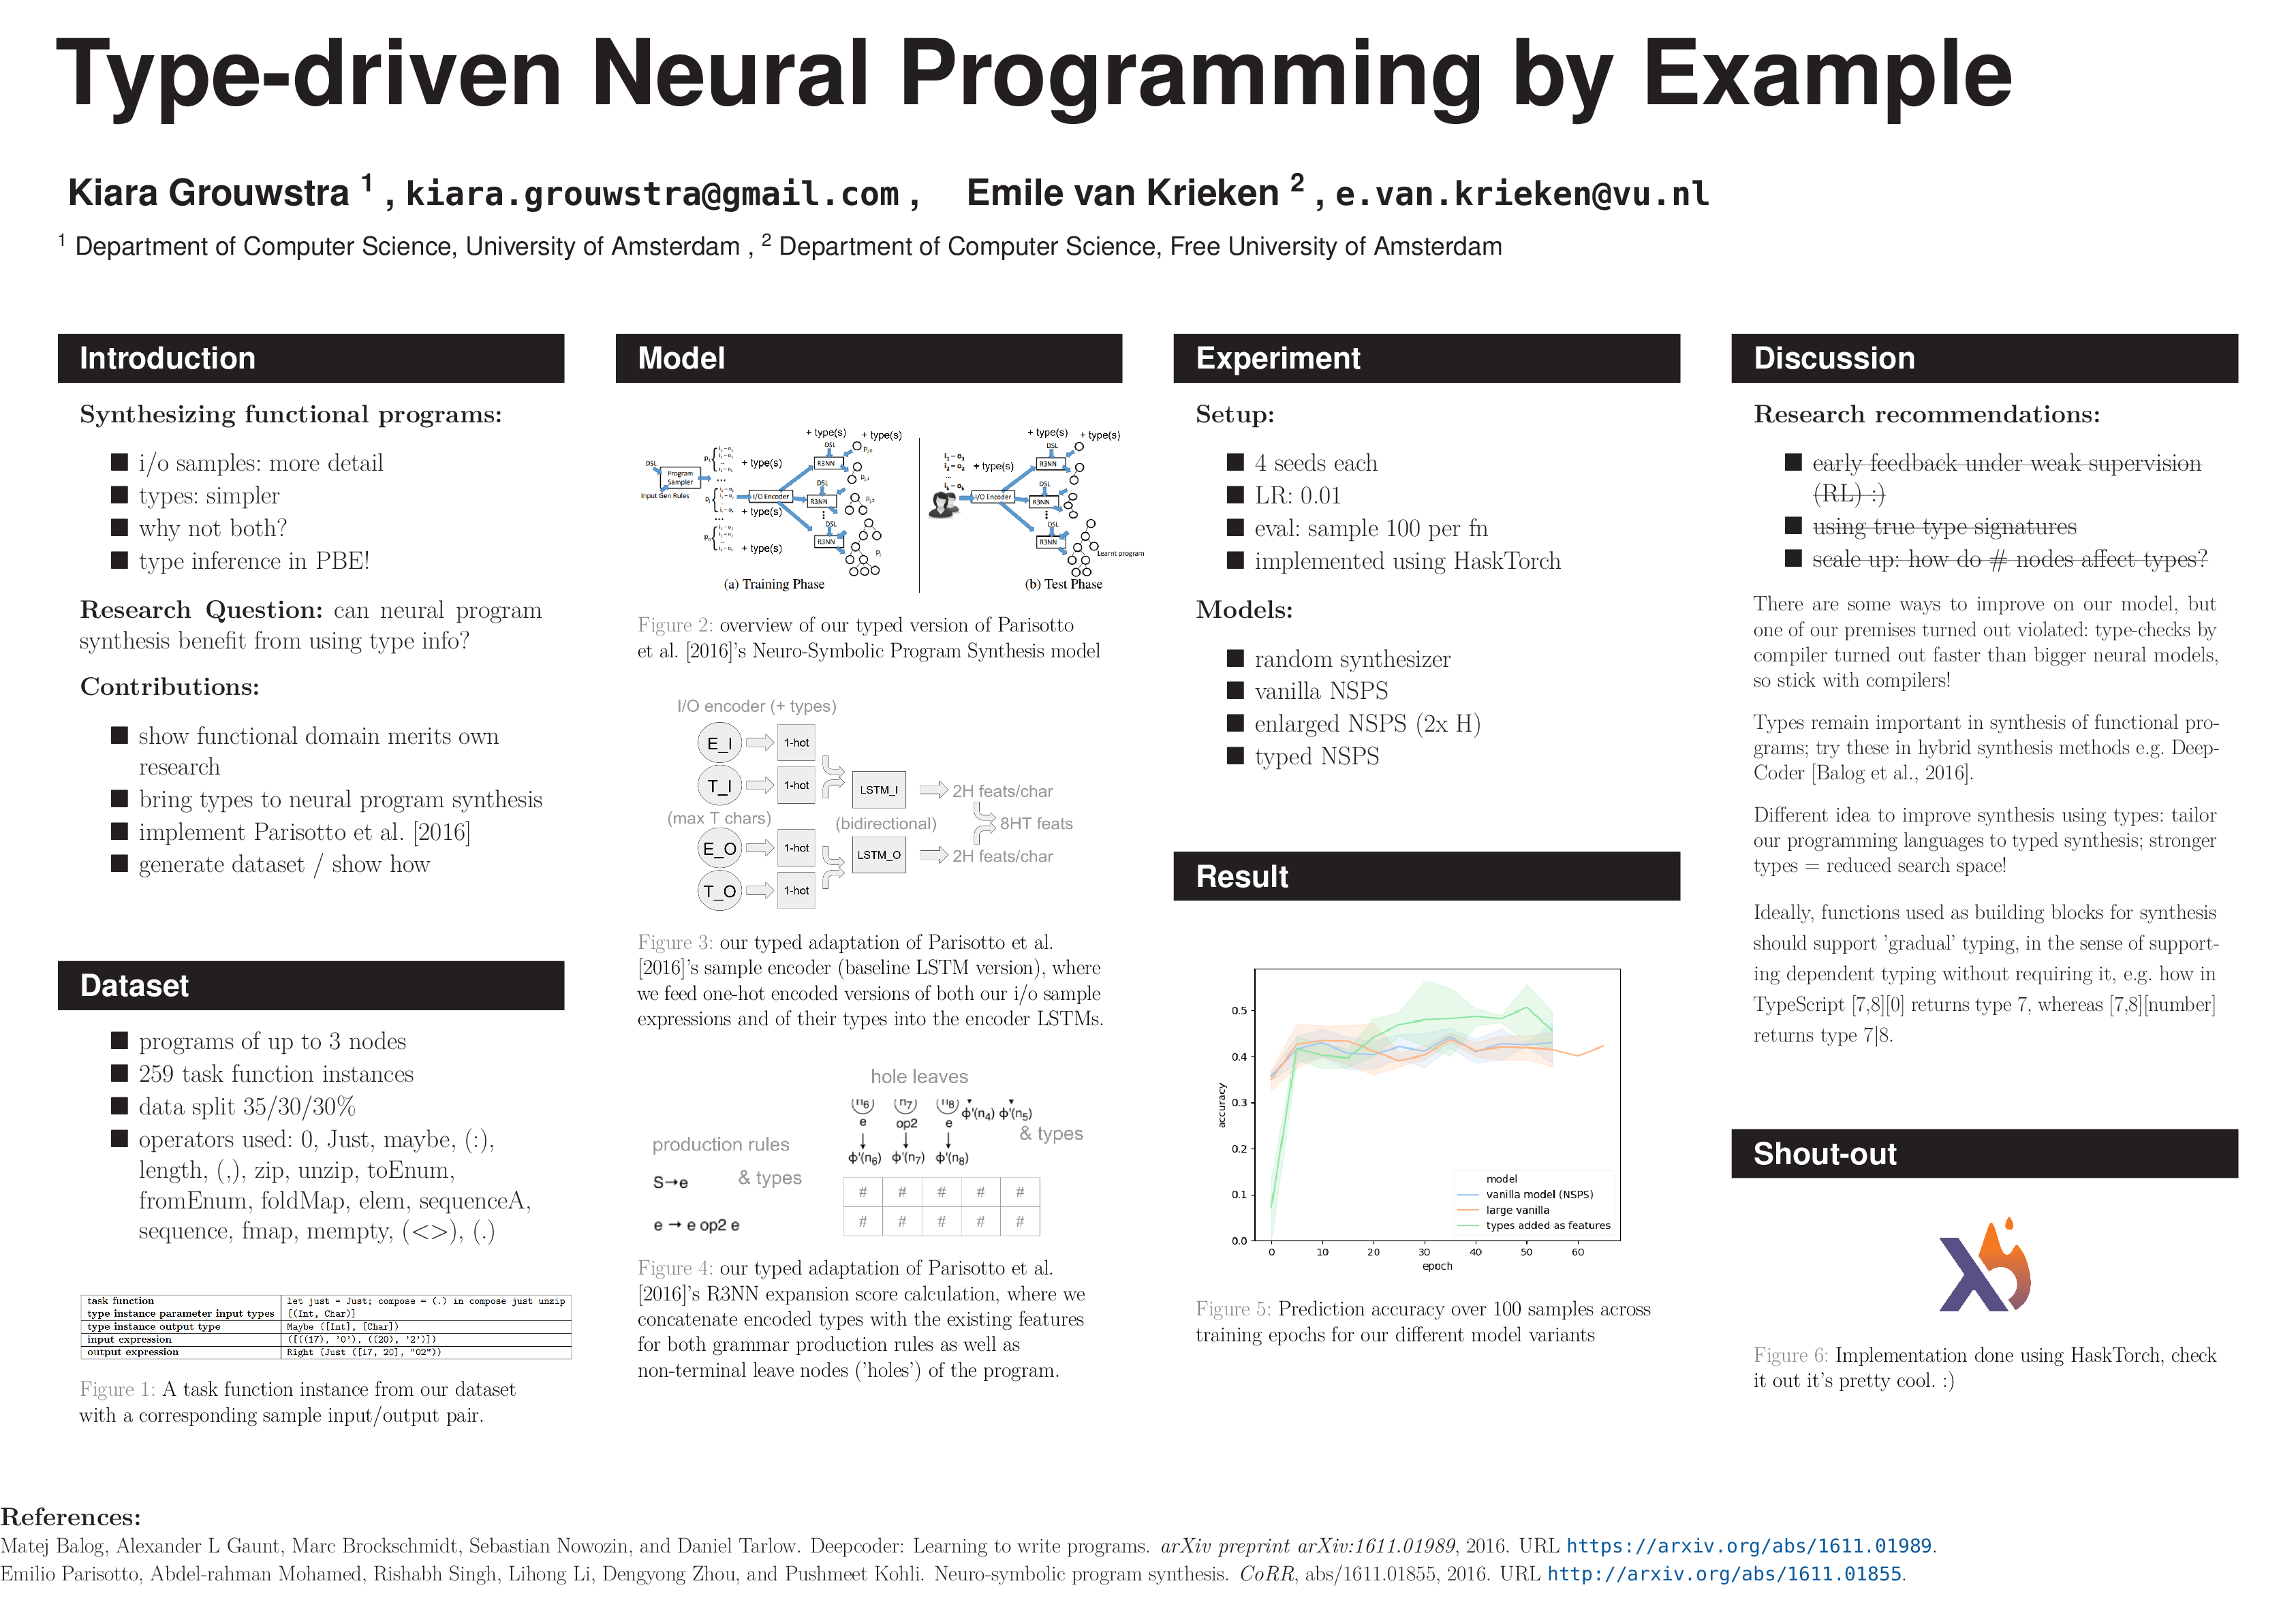 Type-driven Neural Programming by Example
Kiara Grouwstra 1 , kiara.grouwstra@gmail.com , Emile van Krieken 2 , e.van.krieken@vu.nl
1 Department of Computer Science, University of Amsterdam , 2 Department of Computer Science, Free University of Amsterdam
Introduction
Synthesizing functional programs:
i/o samples: more detail
types: simpler
why not both?
type inference in PBE!
Research Question: can neural program
synthesis benefit from using type info?
Contributions:
show functional domain merits own
research
bring types to neural program synthesis
implement Parisotto et al. [2016]
generate dataset / show how
Dataset
programs of up to 3 nodes
259 task function instances
data split 35/30/30%
operators used: 0, Just, maybe, (:),
length, (,), zip, unzip, toEnum,
fromEnum, foldMap, elem, sequenceA,
sequence, fmap, mempty, (<>), (.)
task function let just = Just; compose = (.) in compose just unzip
type instance parameter input types [(Int, Char)]
type instance output type Maybe ([Int], [Char])
input expression ([((17), '0'), ((20), '2')])
output expression Right (Just ([17, 20], "02"))
Figure 1: A task function instance from our dataset
with a corresponding sample input/output pair.
Model
+ type(s) + type(s)
DSL
R3NN
DSL
Program
Sampler
Input Gen Rules
+ type(s)
I/O Encoder
+ type(s)
+ type(s)
DSL
R3NN
DSL
R3NN
(a) Training Phase
+ type(s) + type(s)
DSL
R3NN
+ type(s)
I/O Encoder
DSL
R3NN
DSL
R3NN
Learnt program
(b) Test Phase
Figure 2: overview of our typed version of Parisotto
et al. [2016]'s Neuro-Symbolic Program Synthesis model
I/O encoder (+ types)
E_I 1-hot
T_I 1-hot
LSTM_I 2H feats/char
(max T chars) (bidirectional) 8HT feats
E_O 1-hot
LSTM_O 2H feats/char
T_O 1-hot
Figure 3: our typed adaptation of Parisotto et al.
[2016]'s sample encoder (baseline LSTM version), where
we feed one-hot encoded versions of both our i/o sample
expressions and of their types into the encoder LSTMs.
hole leaves
(n6) (n7) (n8) ϕ'(n4) ϕ'(n5)
e op2 e & types
ϕ'(n6) ϕ'(n7) ϕ'(n8)
production rules
& types
S→e # # # # #
e → e op2 e # # # # #
Figure 4: our typed adaptation of Parisotto et al.
[2016]'s R3NN expansion score calculation, where we
concatenate encoded types with the existing features
for both grammar production rules as well as
non-terminal leave nodes ('holes') of the program.
Experiment
Setup:
4 seeds each
LR: 0.01
eval: sample 100 per fn
implemented using HaskTorch
Models:
random synthesizer
vanilla NSPS
enlarged NSPS (2x H)
typed NSPS
Result
0.5
0.4
0.3
0.2
0.1
0.0
accuracy
model
vanilla model (NSPS)
large vanilla
types added as features
0 10 20 30 40 50 60
epoch
Figure 5: Prediction accuracy over 100 samples across
training epochs for our different model variants
Discussion
Research recommendations:
early feedback under weak supervision
(RL) :)
using true type signatures
scale up: how do # nodes affect types?
There are some ways to improve on our model, but
one of our premises turned out violated: type-checks by
compiler turned out faster than bigger neural models,
so stick with compilers!
Types remain important in synthesis of functional pro-
grams; try these in hybrid synthesis methods e.g. Deep-
Coder [Balog et al., 2016].
Different idea to improve synthesis using types: tailor
our programming languages to typed synthesis; stronger
types = reduced search space!
Ideally, functions used as building blocks for synthesis
should support 'gradual' typing, in the sense of support-
ing dependent typing without requiring it, e.g. how in
TypeScript [7,8][0] returns type 7, whereas [7,8][number]
returns type 7|8.
Shout-out
Figure 6: Implementation done using HaskTorch, check
it out it's pretty cool. :)
References:
Matej Balog, Alexander L Gaunt, Marc Brockschmidt, Sebastian Nowozin, and Daniel Tarlow. Deepcoder: Learning to write programs. arXiv preprint arXiv:1611.01989, 2016. URL https://arxiv.org/abs/1611.01989.
Emilio Parisotto, Abdel-rahman Mohamed, Rishabh Singh, Lihong Li, Dengyong Zhou, and Pushmeet Kohli. Neuro-symbolic program synthesis. CoRR, abs/1611.01855, 2016. URL http://arxiv.org/abs/1611.01855.